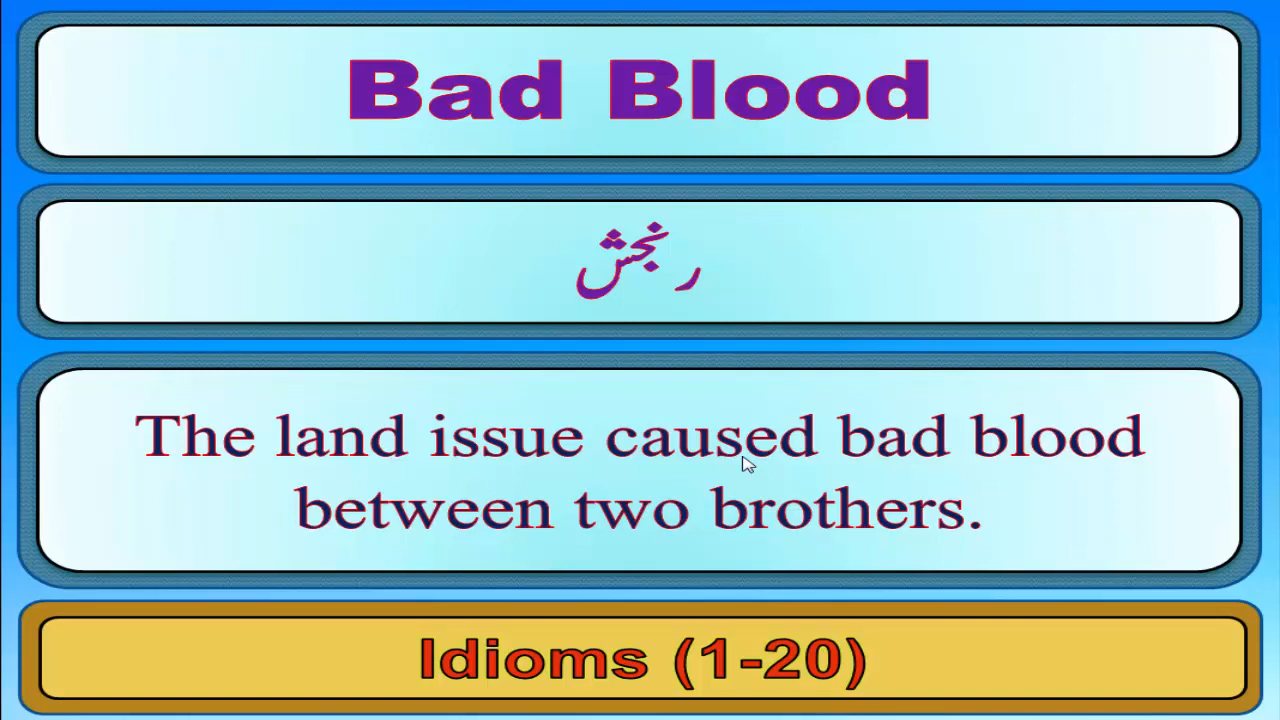 Bad Blood
رنجش
The land issue caused bad blood
between two brothers.
Idioms (1-20)